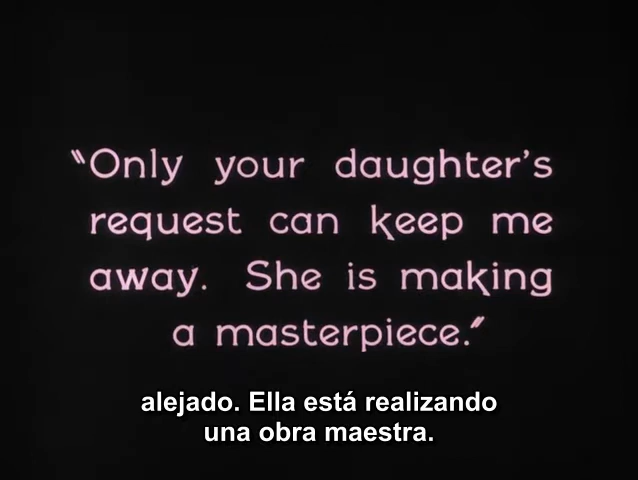 “Only your daughter's
request can keep me
away. She is making
a masterpiece.”
alejado. Ella está realizando
una obra maestra.